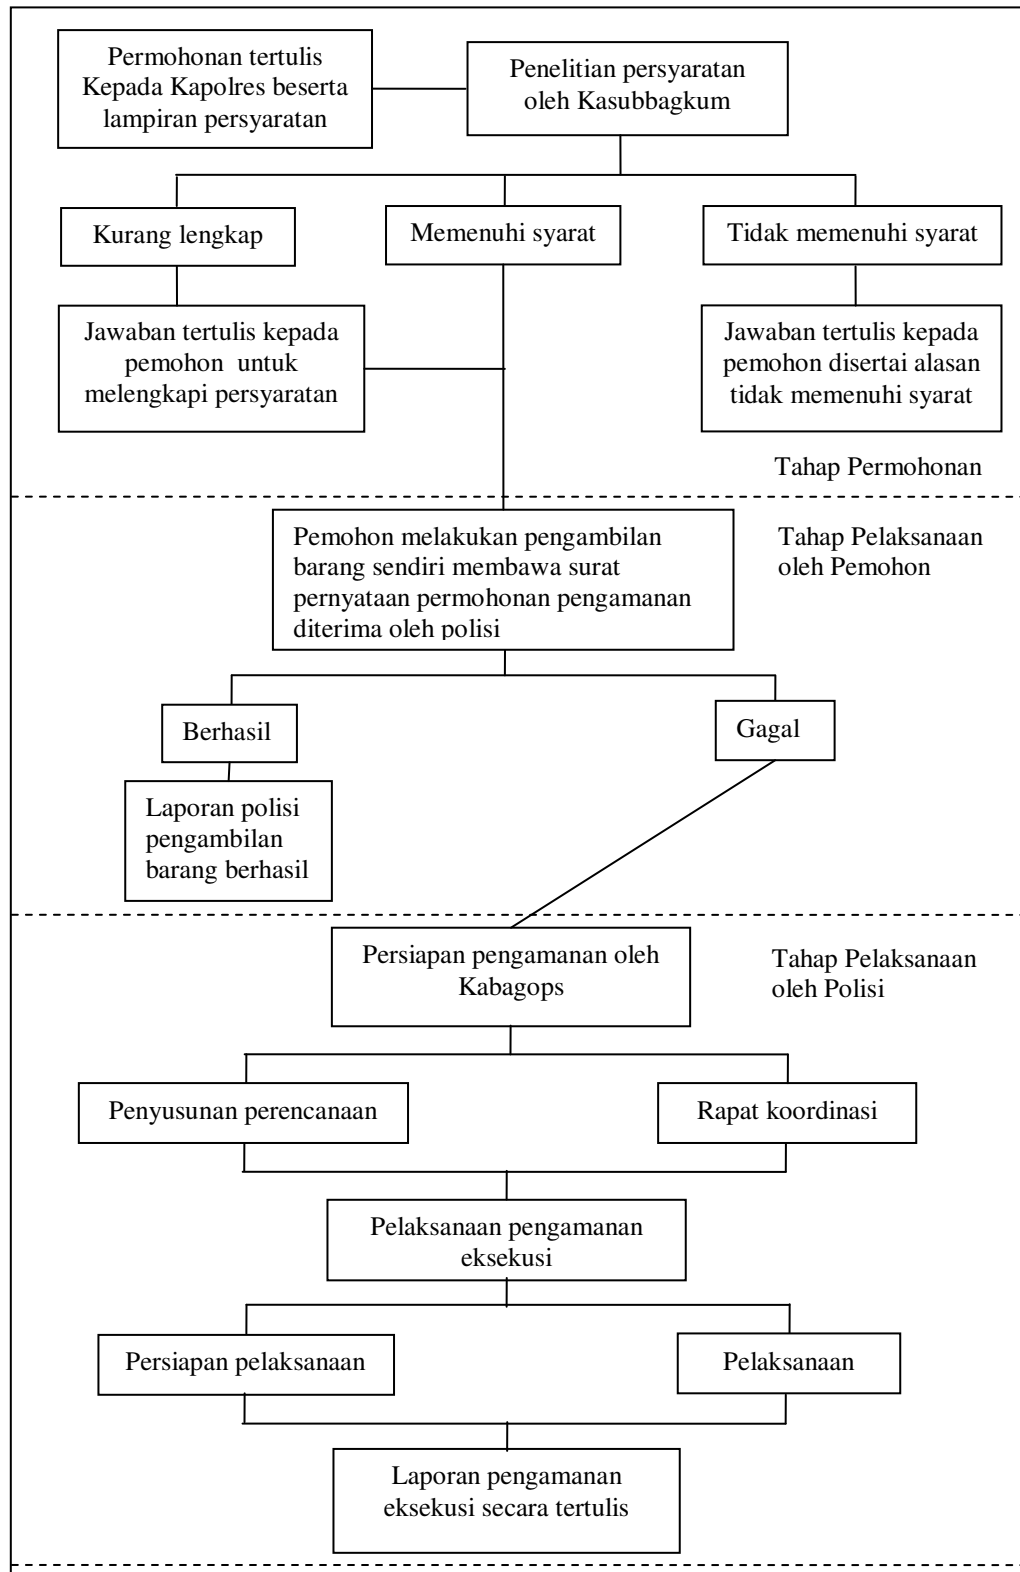 Permohonan tertulis
Kepada Kapolres beserta
lampiran persyaratan
Penelitian persyaratan
oleh Kasubbagkum
Kurang lengkap
Memenuhi syarat
Tidak memenuhi syarat
Jawaban tertulis kepada
pemohon untuk
melengkapi persyaratan
Jawaban tertulis kepada
pemohon disertai alasan
tidak memenuhi syarat
Tahap Permohonan
Pemohon melakukan pengambilan
barang sendiri membawa surat
pernyataan permohonan pengamanan
diterima oleh polisi
Tahap Pelaksanaan
oleh Pemohon
Berhasil
Gagal
Laporan polisi
pengambilan
barang berhasil
Persiapan pengamanan oleh
Kabagops
Tahap Pelaksanaan
oleh Polisi
Penyusunan perencanaan
Rapat koordinasi
Pelaksanaan pengamanan
eksekusi
Persiapan pelaksanaan
Pelaksanaan
Laporan pengamanan
eksekusi secara tertulis